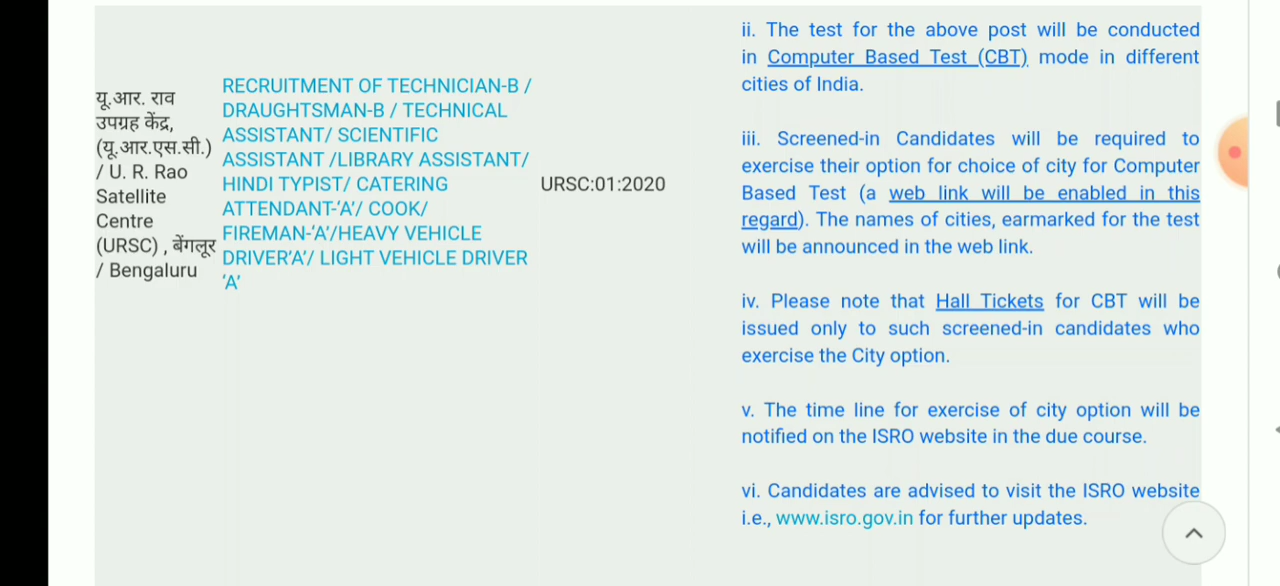 यू.आर. राव
उपग्रह केंद्र,
(यू.आर.एस.सी.)
/ U. R. Rao
Satellite
Centre
(URSC) , बेंगलूर
/ Bengaluru
RECRUITMENT OF TECHNICIAN-B /
DRAUGHTSMAN-B / TECHNICAL
ASSISTANT/ SCIENTIFIC
ASSISTANT /LIBRARY ASSISTANT/
HINDI TYPIST/ CATERING
ATTENDANT-‘A’/ COOK/
FIREMAN-‘A’/HEAVY VEHICLE
DRIVER’A’/ LIGHT VEHICLE DRIVER
‘A’
URSC:01:2020
ii. The test for the above post will be conducted
in Computer Based Test (CBT) mode in different
cities of India.
iii. Screened-in Candidates will be required to
exercise their option for choice of city for Computer
Based Test (a web link will be enabled in this
regard). The names of cities, earmarked for the test
will be announced in the web link.
iv. Please note that Hall Tickets for CBT will be
issued only to such screened-in candidates who
exercise the City option.
v. The time line for exercise of city option will be
notified on the ISRO website in the due course.
vi. Candidates are advised to visit the ISRO website
i.e., www.isro.gov.in for further updates.